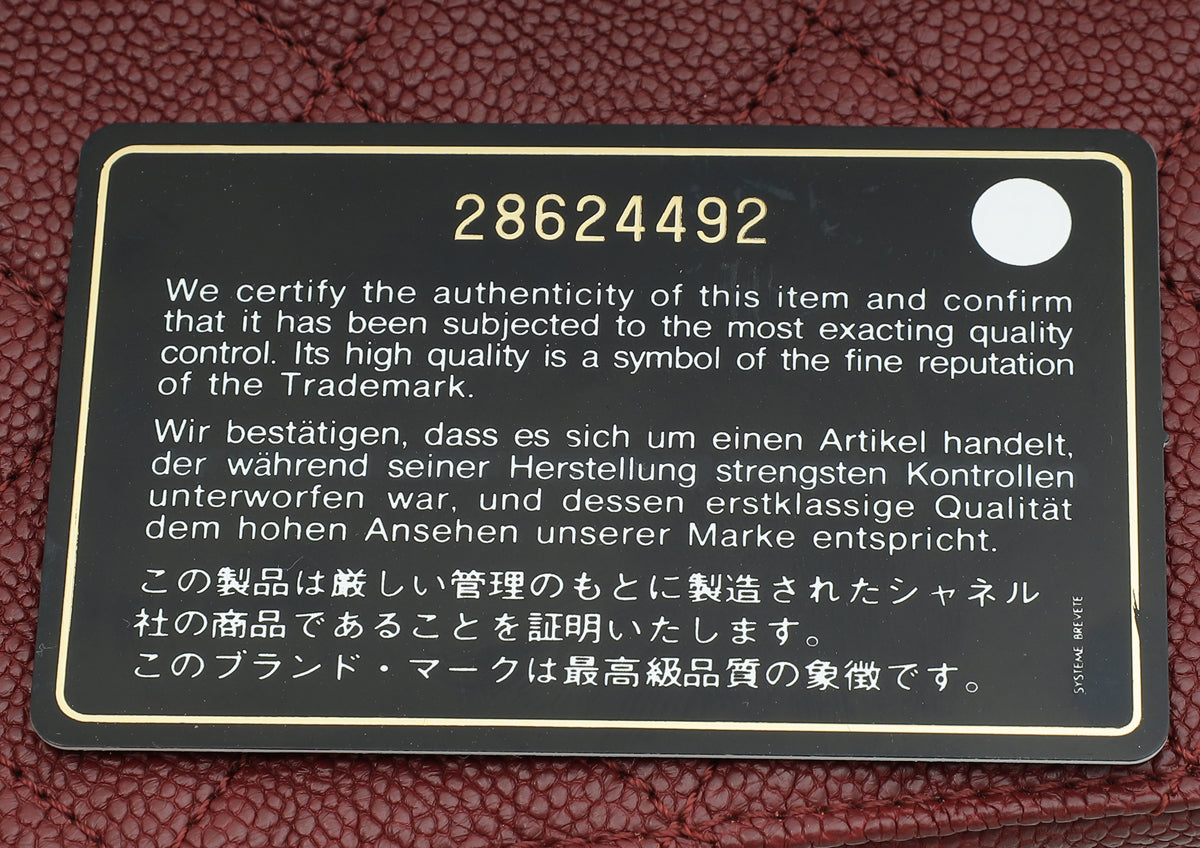 28624492
We certify the authenticity of this item and confirm
that it has been subjected to the most exacting quality
control. Its high quality is a symbol of the fine reputation
of the Trademark.
Wir bestätigen, dass es sich um einen Artikel handelt,
der während seiner Herstellung strengsten Kontrollen
unterworfen war, und dessen erstklassige Qualität
dem hohen Ansehen unserer Marke entspricht.
この製品は厳しい管理のもとに製造されたシャネル
社の商品であることを証明いたします。
このブランド・マークは最高級品質の象徴です。
SYSTEME BREVETE